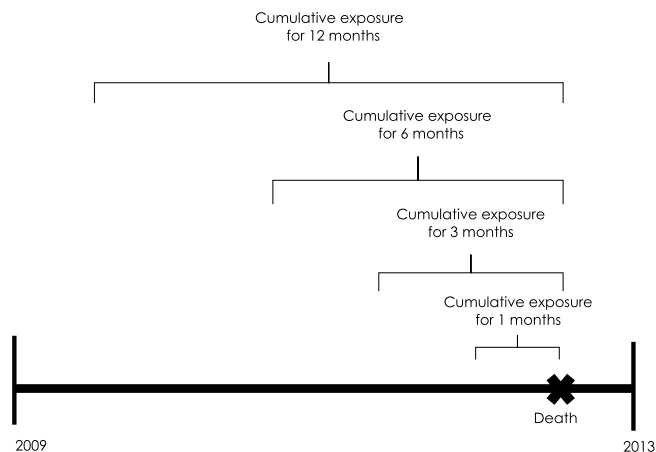 Cumulative exposure
for 12 months
Cumulative exposure
for 6 months
Cumulative exposure
for 3 months
Cumulative exposure
for 1 months
Death
2009
2013